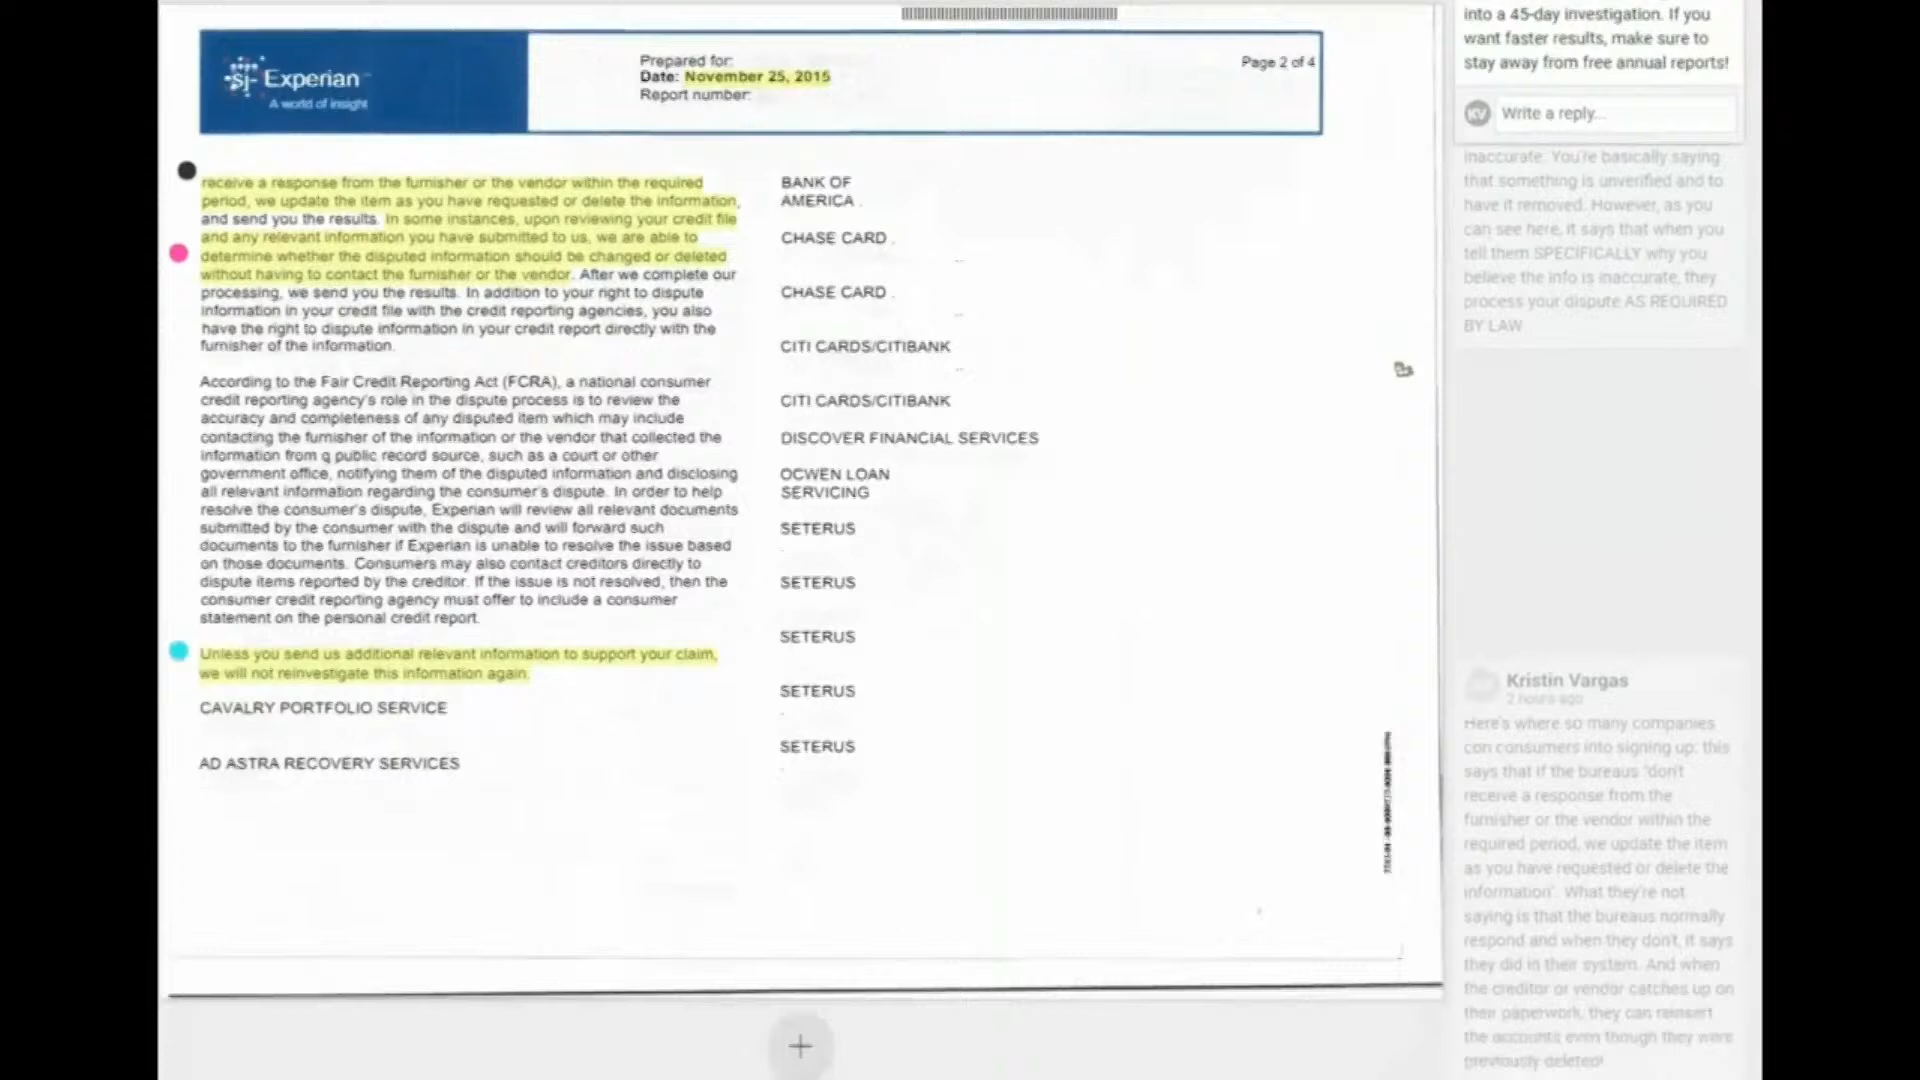 Experian
A world of insight
Prepared for:
Date: November 25, 2015
Report number:
Page 2 of 4
receive a response from the furnisher or the vendor within the required
period, we update the item as you have requested or delete the information,
and send you the results. In some instances, upon reviewing your credit file
and any relevant information you have submitted to us, we are able to
determine whether the disputed information should be changed or deleted
without having to contact the furnisher or the vendor. After we complete our
processing, we send you the results. In addition to your right to dispute
information in your credit file with the credit reporting agencies, you also
have the right to dispute information in your credit report directly with the
furnisher of the information.
According to the Fair Credit Reporting Act (FCRA), a national consumer
credit reporting agency's role in the dispute process is to review the
accuracy and completeness of any disputed item which may include
contacting the furnisher of the information or the vendor that collected the
information from q public record source, such as a court or other
government office, notifying them of the disputed information and disclosing
all relevant information regarding the consumer's dispute. In order to help
resolve the consumer's dispute, Experian will review all relevant documents
submitted by the consumer with the dispute and will forward such
documents to the furnisher if Experian is unable to resolve the issue based
on those documents. Consumers may also contact creditors directly to
dispute items reported by the creditor. If the issue is not resolved, then the
consumer credit reporting agency must offer to include a consumer
statement on the personal credit report.
Unless you send us additional relevant information to support your claim,
we will not reinvestigate this information again.
CAVALRY PORTFOLIO SERVICE
AD ASTRA RECOVERY SERVICES
BANK OF
AMERICA
CHASE CARD
CHASE CARD
CITI CARDS/CITIBANK
CITI CARDS/CITIBANK
DISCOVER FINANCIAL SERVICES
OCWEN LOAN
SERVICING
SETERUS
SETERUS
SETERUS
SETERUS
SETERUS
into a 45-day investigation. If you
want faster results, make sure to
stay away from free annual reports!
KV
Write a reply...
inaccurate. You're basically saying
that something is unverified and to
have it removed. However, as you
can see here, it says that when you
tell them SPECIFICALLY why you
believe the info is inaccurate, they
process your dispute AS REQUIRED
BY LAW
Kristin Vargas
2 hours ago
Here's where so many companies
con consumers into signing up: this
says that if the bureaus "don't
receive a response from the
furnisher or the vendor within the
required period, we update the item
as you have requested or delete the
information". What they're not
saying is that the bureaus normally
respond and when they don't, it says
they did in their system. And when
the creditor or vendor catches up on
their paperwork, they can reinsert
the accounts even though they were
previously deleted!